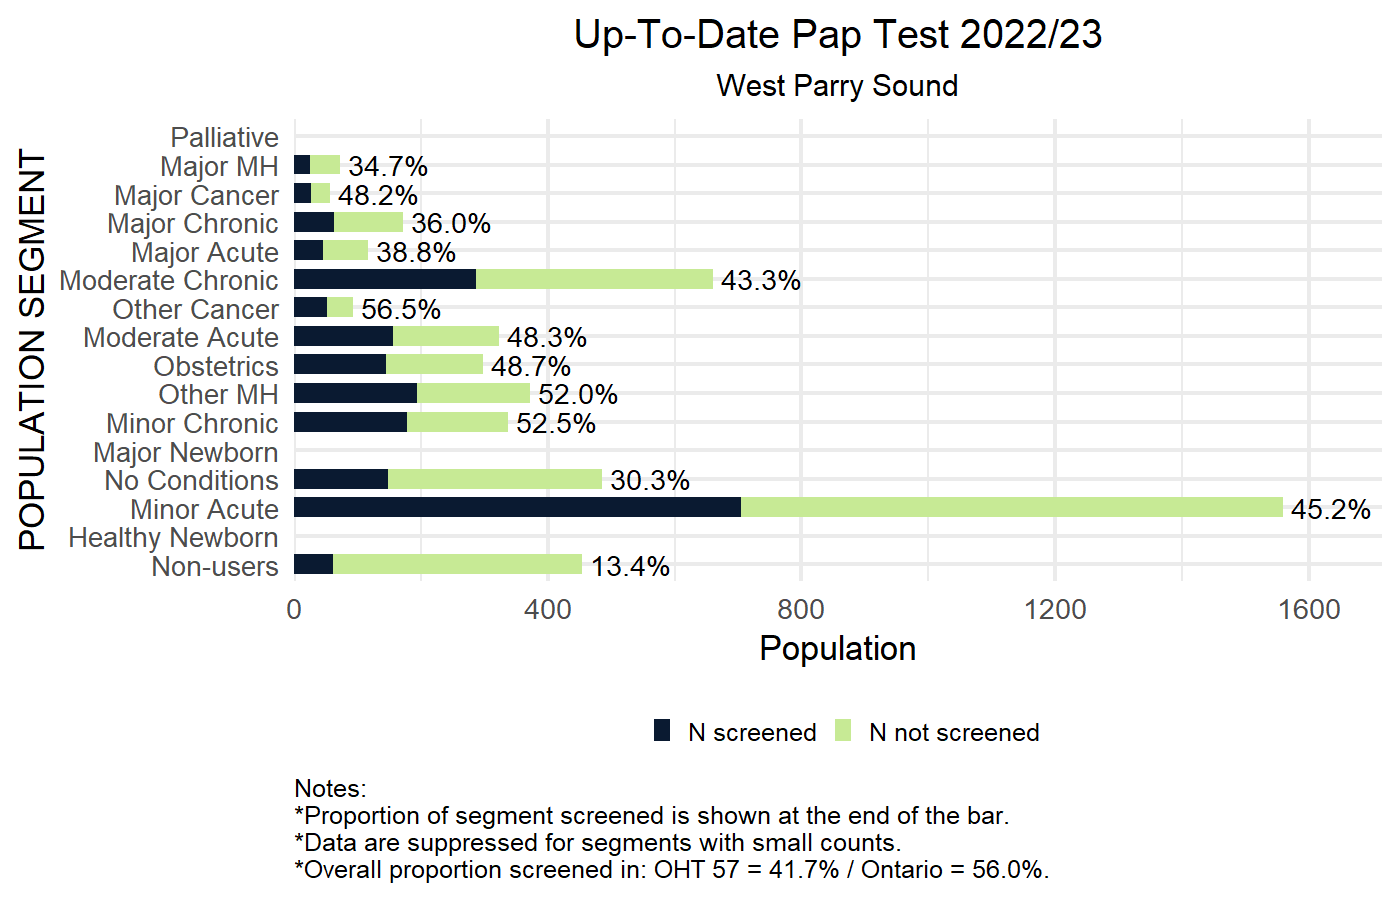 Up-To-Date Pap Test 2022/23
West Parry Sound
POPULATION SEGMENT
Palliative
Major MH 34.7%
Major Cancer 48.2%
Major Chronic 36.0%
Major Acute 38.8%
Moderate Chronic 43.3%
Other Cancer 56.5%
Moderate Acute 48.3%
Obstetrics 48.7%
Other MH 52.0%
Minor Chronic 52.5%
Major Newborn
No Conditions 30.3%
Minor Acute 45.2%
Healthy Newborn
Non-users 13.4%
0 400 800 1200 1600
Population
N screened N not screened
Notes:
*Proportion of segment screened is shown at the end of the bar.
*Data are suppressed for segments with small counts.
*Overall proportion screened in: OHT 57 = 41.7% / Ontario = 56.0%.